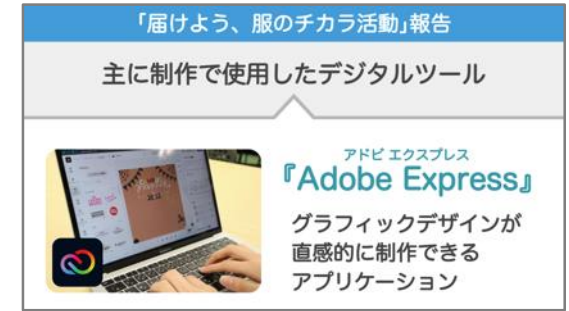 「届けよう、服のチカラ活動」報告
主に制作で使用したデジタルツール
アドビ エクスプレス
『Adobe Express』
グラフィックデザインが
直感的に制作できる
アプリケーション